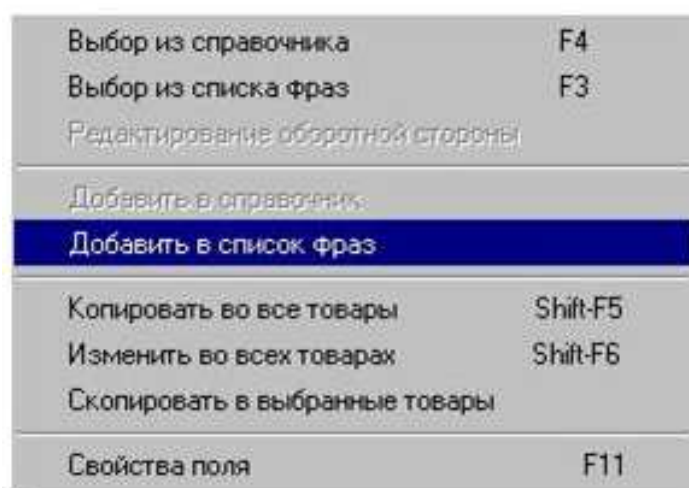 Выбор из справочника F4
Выбор из списка фраз F3
Редактирование оборотной стороны
Добавить в справочник
Добавить в список фраз
Копировать во все товары Shift-F5
Изменить во всех товарах Shift-F6
Скопировать в выбранные товары
Свойства поля F11